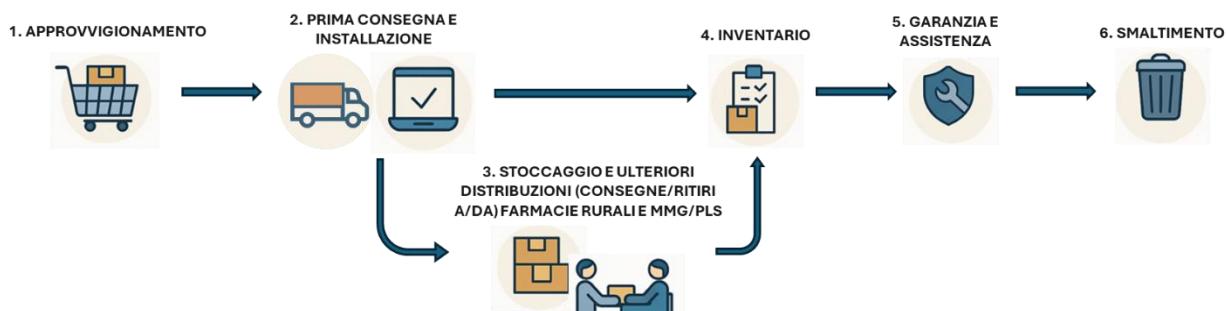 1. APPROVVIGIONAMENTO
2. PRIMA CONSEGNA E
INSTALLAZIONE
3. STOCCAGGIO E ULTERIORI
DISTRIBUZIONI (CONSEGNE/RITIRI
A/DA) FARMACIE RURALI E MMG/PLS
4. INVENTARIO
5. GARANZIA E
ASSISTENZA
6. SMALTIMENTO